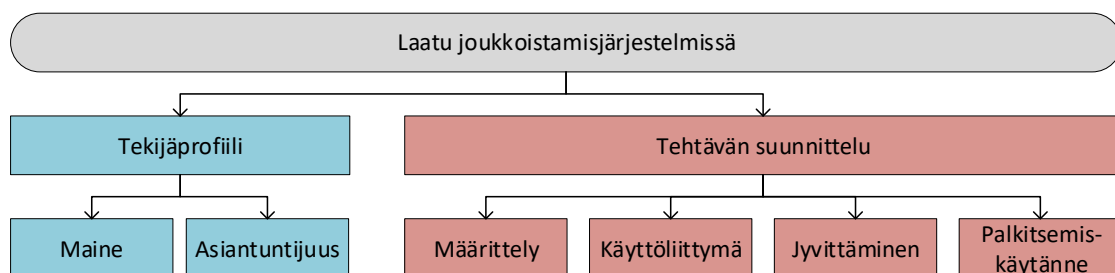 Laatu joukkoistamisjärjestelmissä
Tekijäprofiili
Tehtävän suunnittelu
Maine
Asiantuntijuus
Määrittely
Käyttöliittymä
Jyvittäminen
Palkitsemis-
käytänne